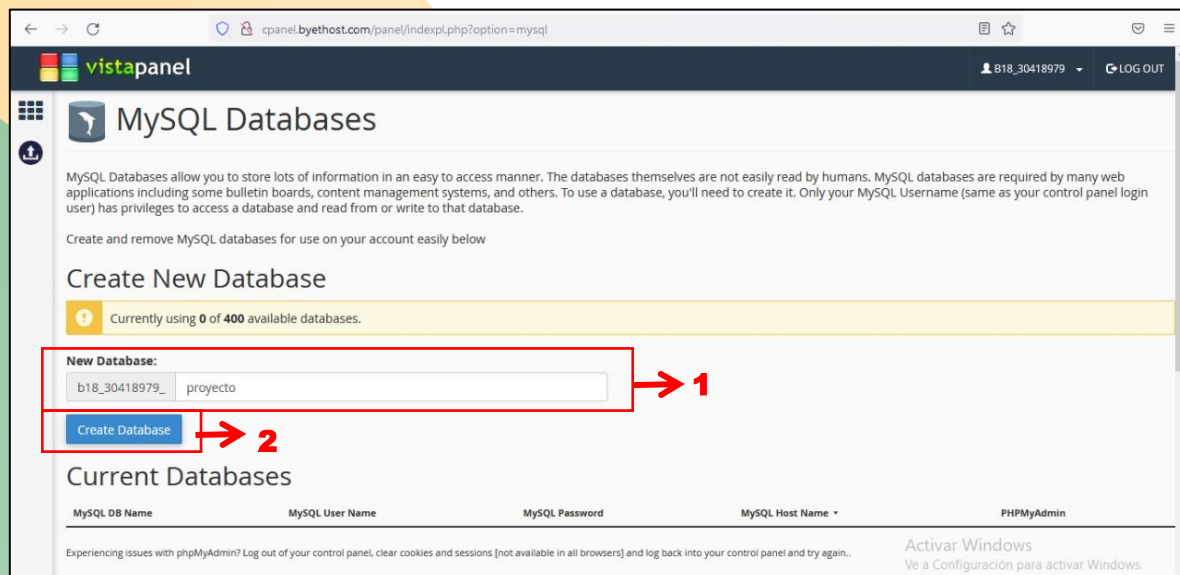 cpanel.byethost.com/panel/indexpl.php?option=mysql
vistapanel
B18_30418979
LOG OUT
MySQL Databases
MySQL Databases allow you to store lots of information in an easy to access manner. The databases themselves are not easily read by humans. MySQL databases are required by many web
applications including some bulletin boards, content management systems, and others. To use a database, you'll need to create it. Only your MySQL Username (same as your control panel login
user) has privileges to access a database and read from or write to that database.
Create and remove MySQL databases for use on your account easily below
Create New Database
Currently using 0 of 400 available databases.
New Database:
b18_30418979_ proyecto
1
Create Database
2
Current Databases
MySQL DB Name MySQL User Name MySQL Password MySQL Host Name PHPMyAdmin
Experiencing issues with phpMyAdmin? Log out of your control panel, clear cookies and sessions [not available in all browsers] and log back into your control panel and try again..
Activar Windows
Ve a Configuración para activar Windows.